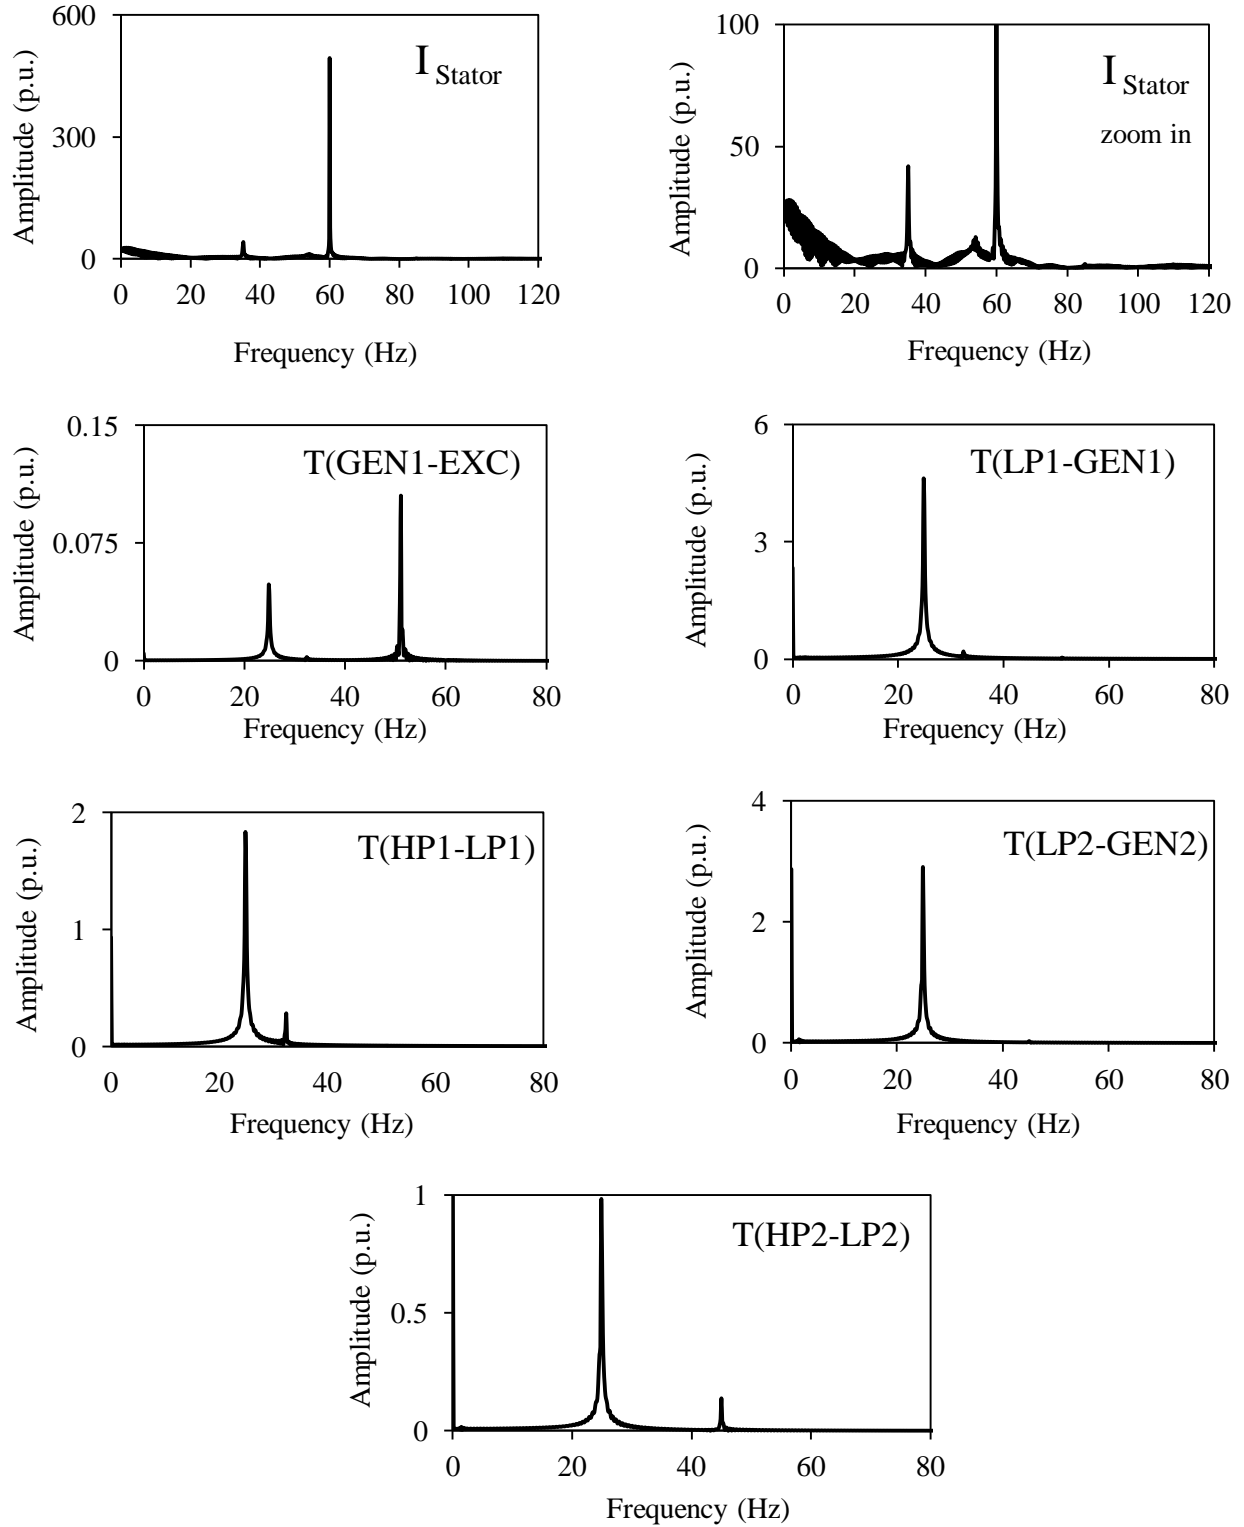 600
300
0
Amplitude (p.u.)
I Stator
0 20 40 60 80 100 120
Frequency (Hz)
100
50
0
Amplitude (p.u.)
I Stator
zoom in
0 20 40 60 80 100 120
Frequency (Hz)
0.15
0.075
0
Amplitude (p.u.)
T(GEN1-EXC)
0 20 40 60 80
Frequency (Hz)
6
3
0
Amplitude (p.u.)
T(LP1-GEN1)
0 20 40 60 80
Frequency (Hz)
2
1
0
Amplitude (p.u.)
T(HP1-LP1)
0 20 40 60 80
Frequency (Hz)
4
2
0
Amplitude (p.u.)
T(LP2-GEN2)
0 20 40 60 80
Frequency (Hz)
1
0.5
0
Amplitude (p.u.)
T(HP2-LP2)
0 20 40 60 80
Frequency (Hz)